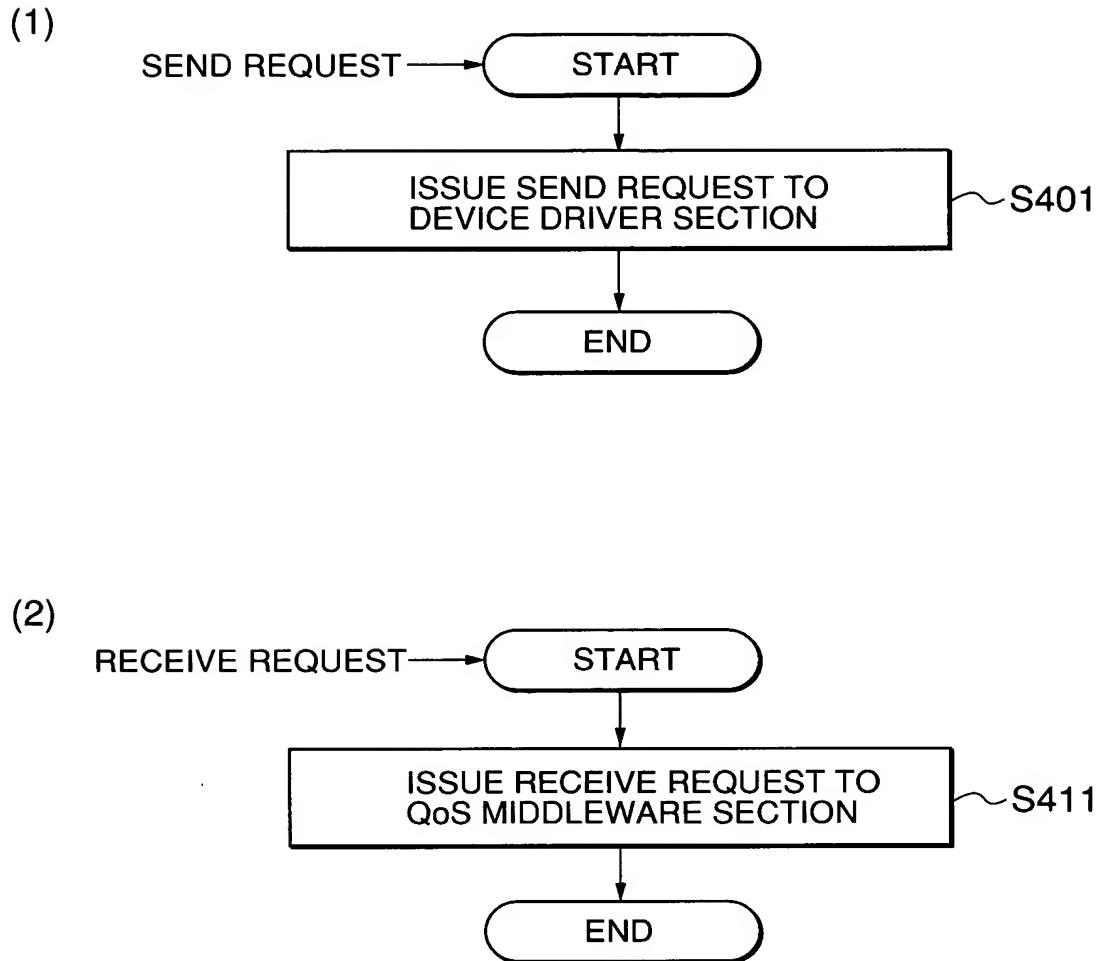 (1)
SEND REQUEST
START
ISSUE SEND REQUEST TO
DEVICE DRIVER SECTION
S401
END
(2)
RECEIVE REQUEST
START
ISSUE RECEIVE REQUEST TO
QoS MIDDLEWARE SECTION
S411
END